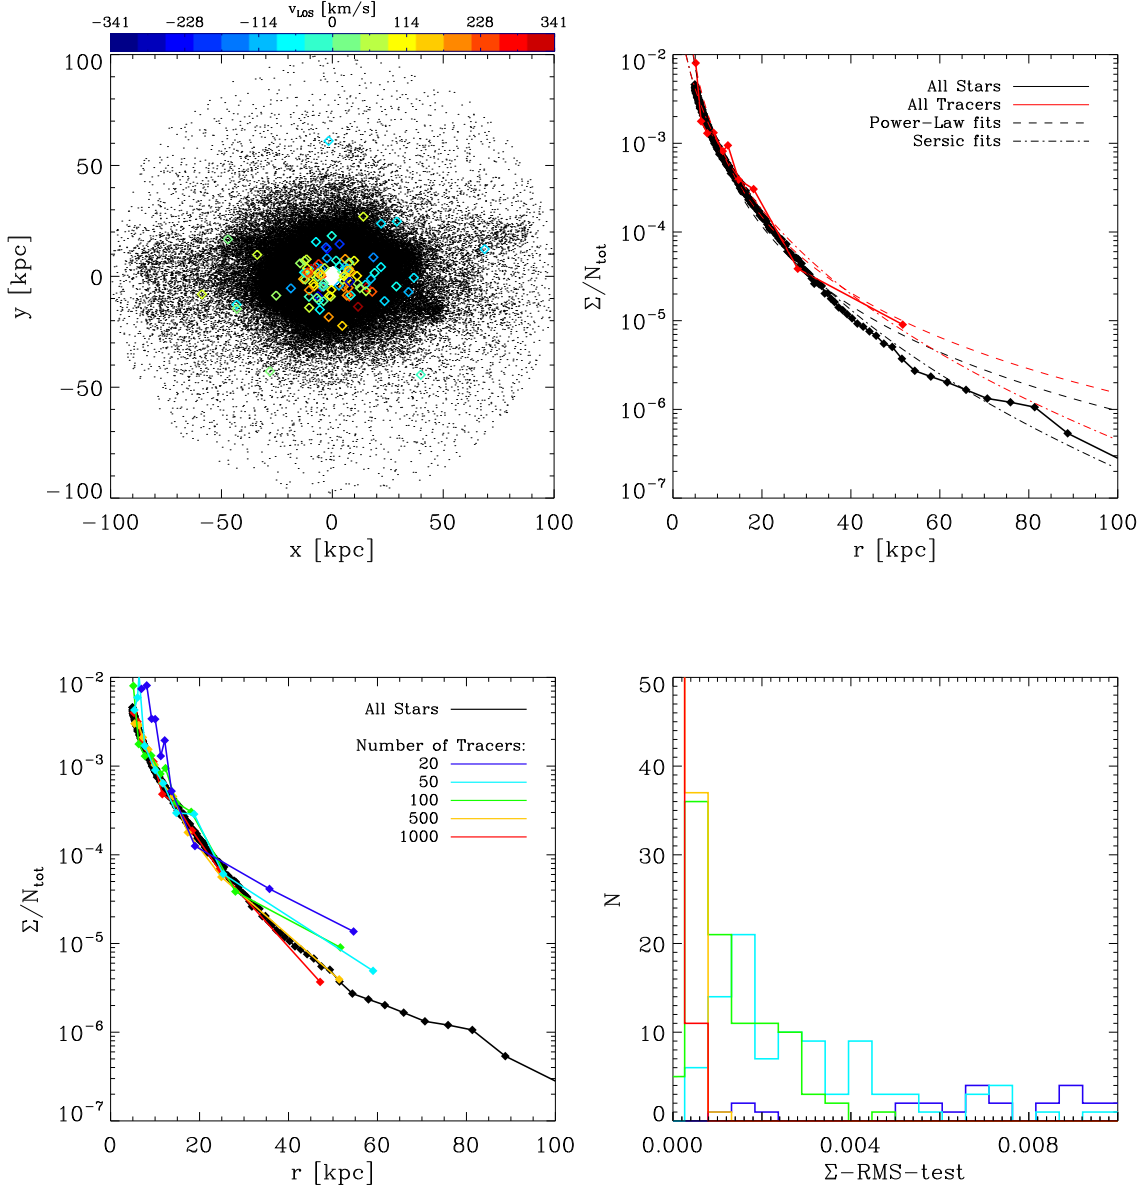 v_LOS [km/s]
-341 -228 -114 0 114 228 341
100
50
0
-50
-100
y [kpc]
-100 -50 0 50 100
x [kpc]
10^-2
10^-3
10^-4
10^-5
10^-6
10^-7
Σ/N_tot
All Stars
All Tracers
Power-Law fits
Sersic fits
0 20 40 60 80 100
r [kpc]
10^-2
10^-3
10^-4
10^-5
10^-6
10^-7
Σ/N_tot
All Stars
Number of Tracers:
20
50
100
500
1000
0 20 40 60 80 100
r [kpc]
50
40
30
20
10
0
N
0.000 0.004 0.008
Σ-RMS-test